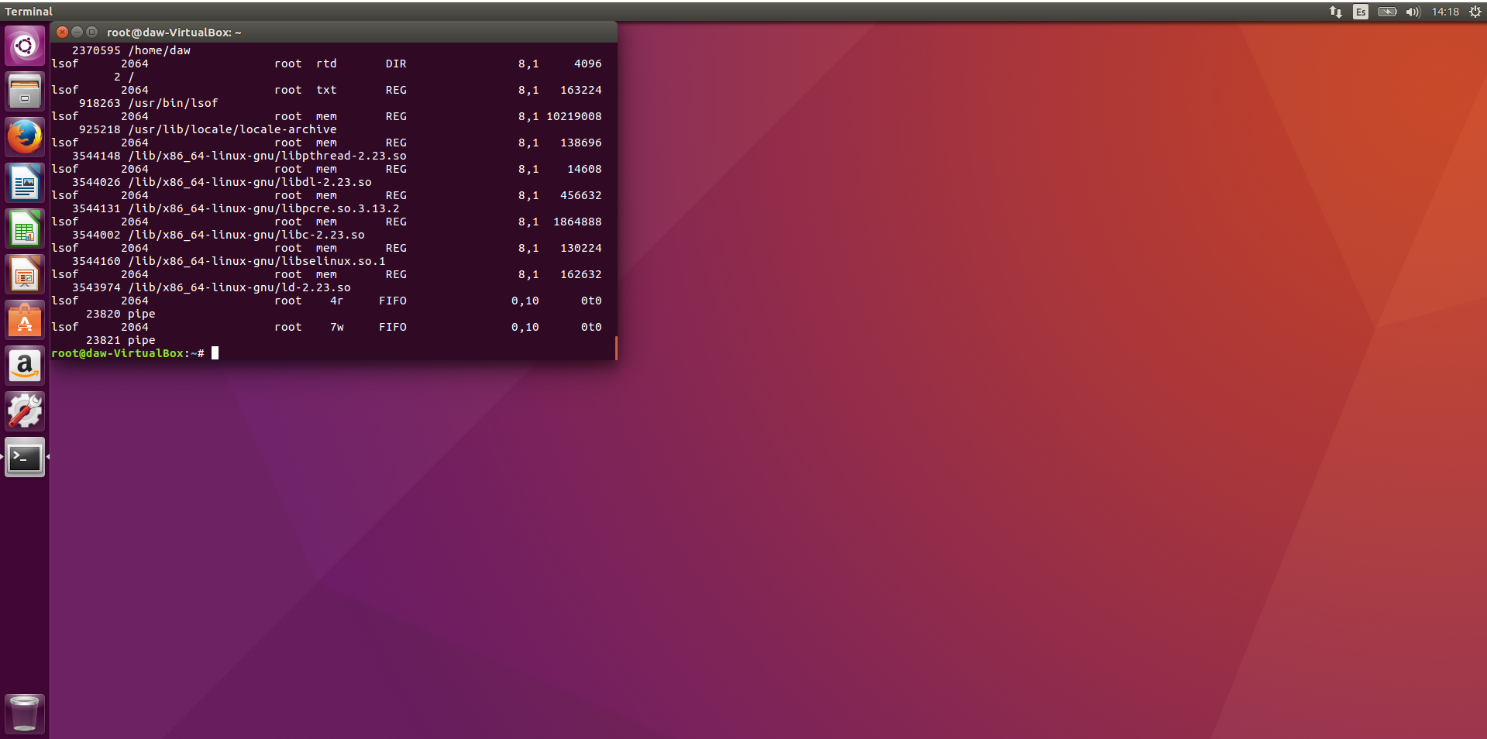 Terminal
Es
14:18
root@daw-VirtualBox: ~
2370595 /home/daw
lsof 2064 root rtd DIR 8,1 4096
2 /
lsof 2064 root txt REG 8,1 163224
918263 /usr/bin/lsof
lsof 2064 root mem REG 8,1 10219008
925218 /usr/lib/locale/locale-archive
lsof 2064 root mem REG 8,1 138696
3544148 /lib/x86_64-linux-gnu/libpthread-2.23.so
lsof 2064 root mem REG 8,1 14608
3544026 /lib/x86_64-linux-gnu/libdl-2.23.so
lsof 2064 root mem REG 8,1 456632
3544131 /lib/x86_64-linux-gnu/libpcre.so.3.13.2
lsof 2064 root mem REG 8,1 1864888
3544002 /lib/x86_64-linux-gnu/libc-2.23.so
lsof 2064 root mem REG 8,1 130224
3544160 /lib/x86_64-linux-gnu/libselinux.so.1
lsof 2064 root mem REG 8,1 162632
3543974 /lib/x86_64-linux-gnu/ld-2.23.so
lsof 2064 root 4r FIFO 0,10 0t0
23820 pipe
lsof 2064 root 7w FIFO 0,10 0t0
23821 pipe
root@daw-VirtualBox:~#